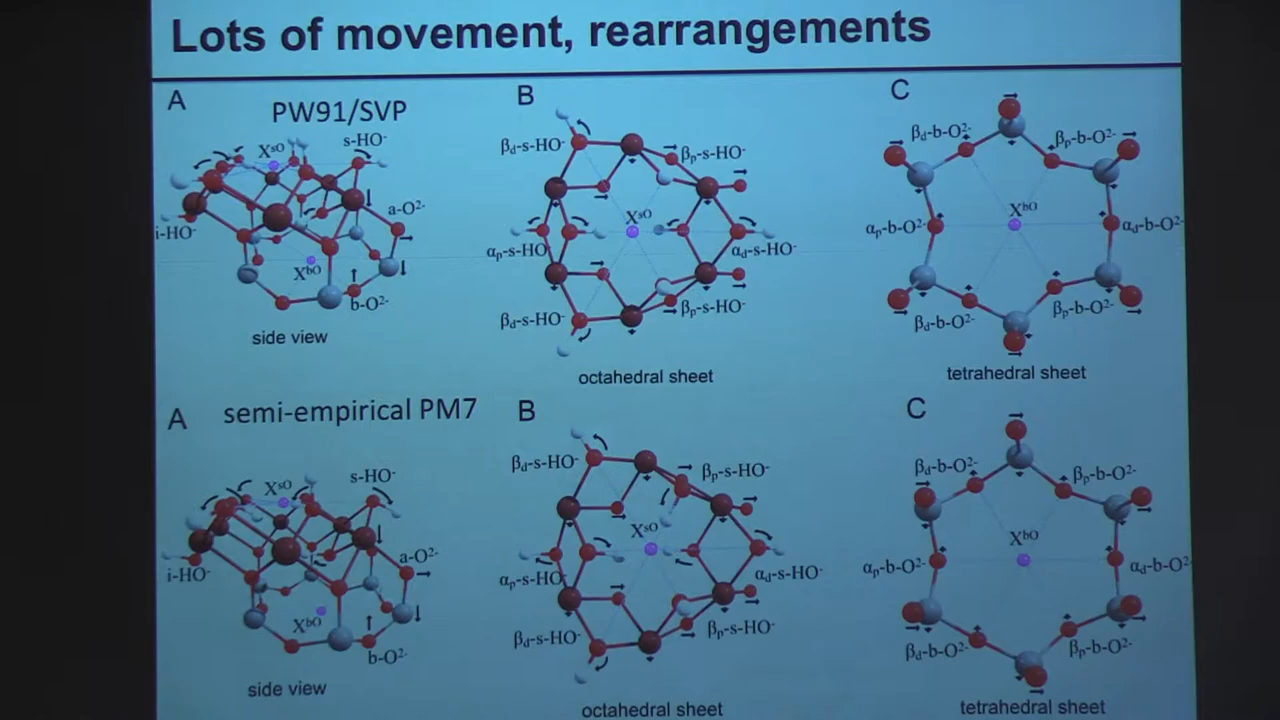 Lots of movement, rearrangements
A
PW91/SVP
B
C
Xˢᴼ
s-HO⁻
a-O²⁻
i-HO⁻
Xᵇᴼ
b-O²⁻
side view
β_d-s-HO⁻
β_p-s-HO⁻
Xˢᴼ
α_p-s-HO⁻
α_d-s-HO⁻
β_d-s-HO⁻
β_p-s-HO⁻
octahedral sheet
β_d-b-O²⁻
β_p-b-O²⁻
Xᵇᴼ
α_p-b-O²⁻
α_d-b-O²⁻
β_d-b-O²⁻
β_p-b-O²⁻
tetrahedral sheet
A
semi-empirical PM7
B
C
Xˢᴼ
s-HO⁻
a-O²⁻
i-HO⁻
Xᵇᴼ
b-O²⁻
side view
β_d-s-HO⁻
β_p-s-HO⁻
Xˢᴼ
α_p-s-HO⁻
α_d-s-HO⁻
β_d-s-HO⁻
β_p-s-HO⁻
octahedral sheet
β_d-b-O²⁻
β_p-b-O²⁻
Xᵇᴼ
α_p-b-O²⁻
α_d-b-O²⁻
β_d-b-O²⁻
β_p-b-O²⁻
tetrahedral sheet